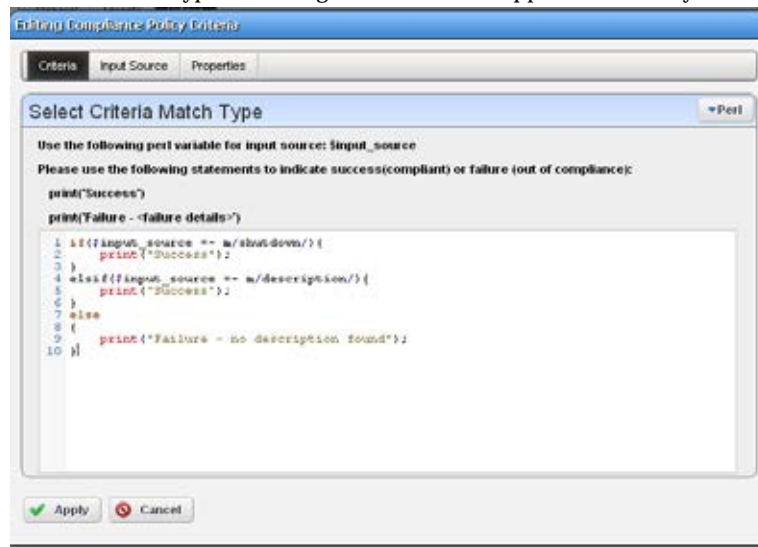 Editing Compliance Policy Criteria
Criteria Input Source Properties
Select Criteria Match Type Perl
Use the following perl variable for input source: $input_source
Please use the following statements to indicate success(compliant) or failure (out of compliance):
print("Success")
print("Failure - <failure details>")
1 if($input_source =~ m/shutdown/){
2 print("Success");
3 }
4 elsif($input_source =~ m/description/){
5 print("Success");
6 }
7 else
8 {
9 print("Failure - no description found");
10 }
Apply Cancel